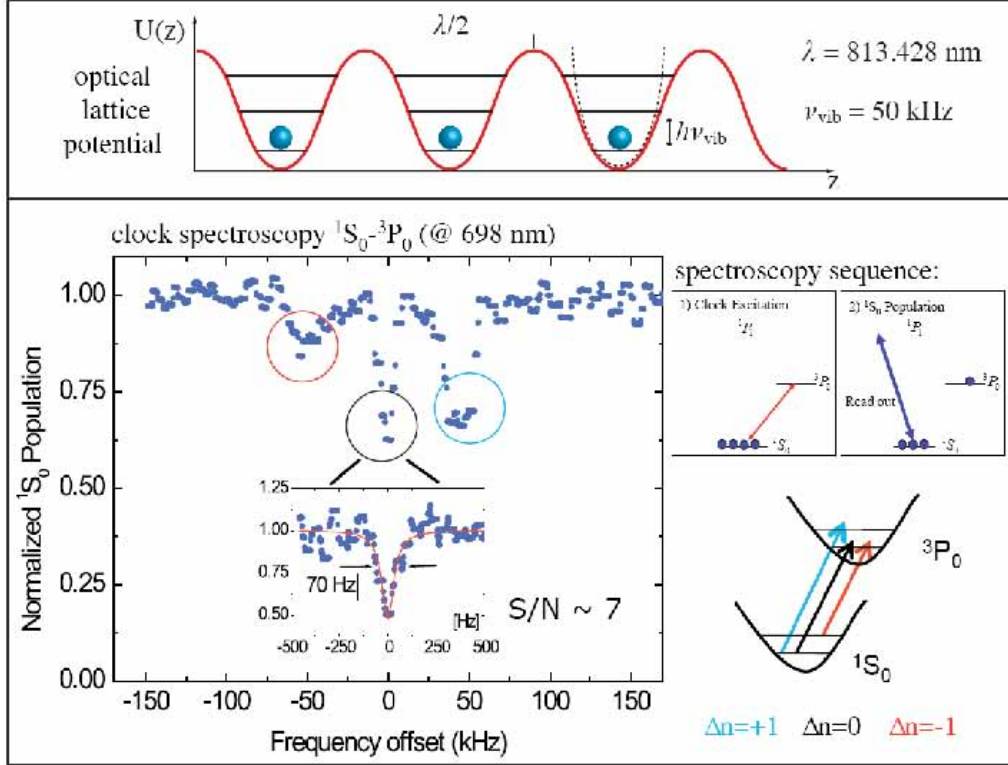 U(z)
λ/2
λ = 813.428 nm
optical
lattice
potential
hνvib
νvib = 50 kHz
z
clock spectroscopy ¹S₀-³P₀ (@ 698 nm)
Normalized ¹S₀ Population
1.00
0.75
0.50
0.25
0.00
-150
-100
-50
0
50
100
150
Frequency offset (kHz)
1.25
1.00
0.75
0.50
70 Hz
[Hz]
-500
-250
0
250
500
S/N ~ 7
spectroscopy sequence:
1) Clock Excitation
2) ¹S₀ Population
¹P₁
³P₀
Read out
¹S₀
³P₀
¹S₀
Δn=+1
Δn=0
Δn=-1